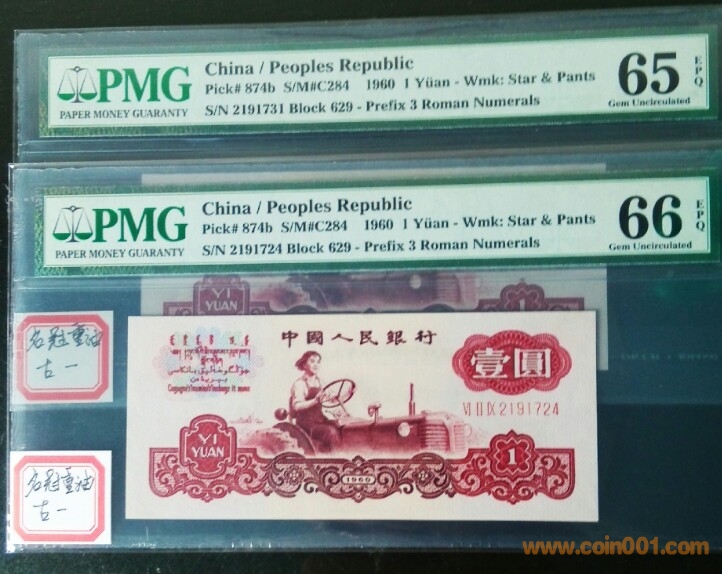 PMG
PAPER MONEY GUARANTY
China / Peoples Republic
Pick# 874b S/M#C284 1960 1 Yüan - Wmk: Star & Pants
S/N 2191731 Block 629 - Prefix 3 Roman Numerals
65
EPQ
Gem Uncirculated
PMG
PAPER MONEY GUARANTY
China / Peoples Republic
Pick# 874b S/M#C284 1960 1 Yüan - Wmk: Star & Pants
S/N 2191724 Block 629 - Prefix 3 Roman Numerals
66
EPQ
Gem Uncirculated
YI
YUAN
1
名冠重油
古一
中國人民銀行
壹圓
VI II IX 2191724
YI
YUAN
1960
1
名冠重油
古一
www.coin001.com